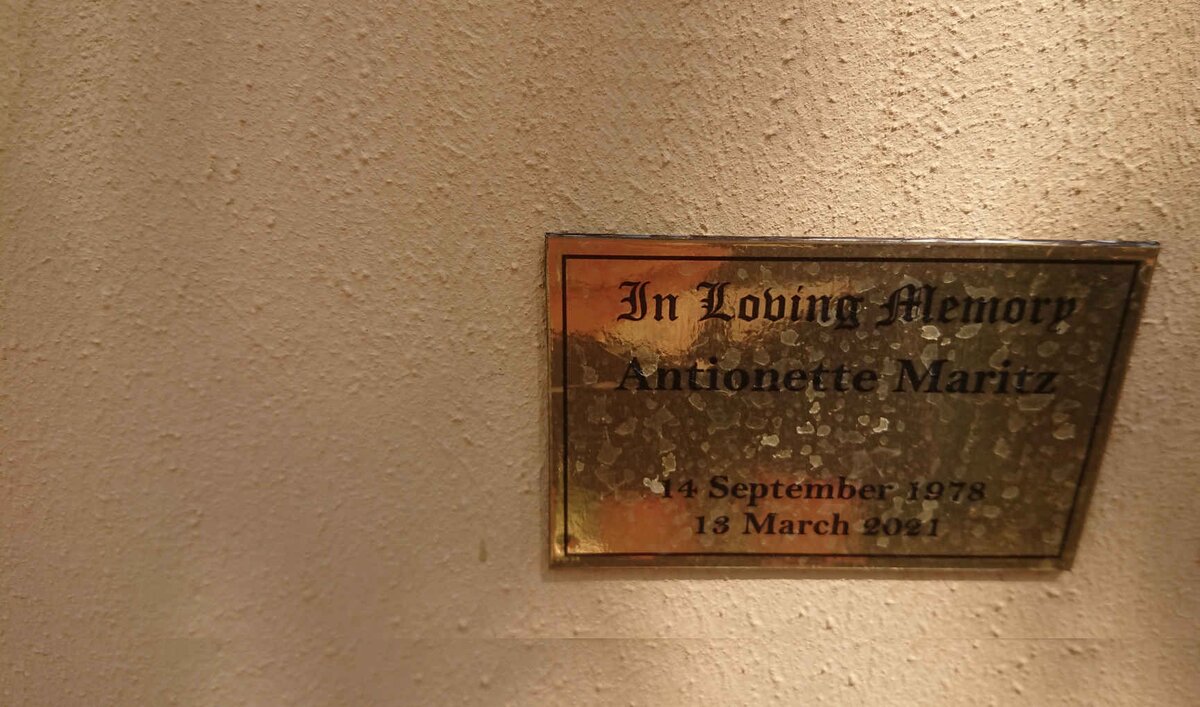 In Loving Memory
Antionette Maritz
14 September 1978
13 March 2021